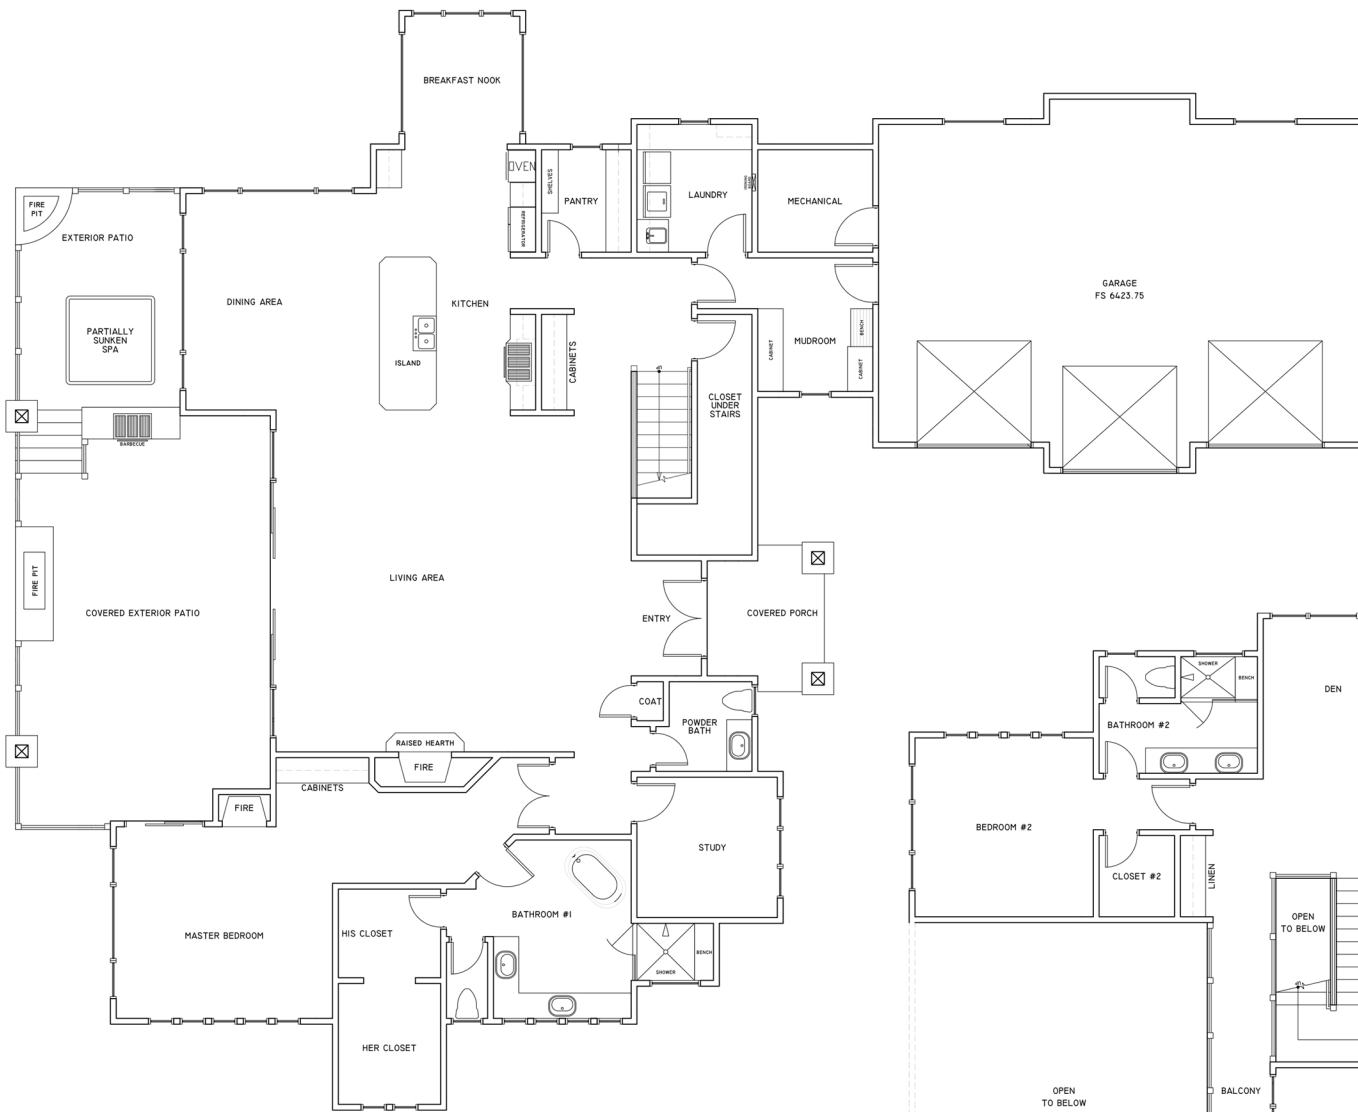 BREAKFAST NOOK
OVEN
SHELVES
PANTRY
LAUNDRY
MECHANICAL
REFRIGERATOR
FIRE
PIT
EXTERIOR PATIO
DINING AREA
KITCHEN
GARAGE
FS 6423.75
PARTIALLY
SUNKEN
SPA
ISLAND
CABINETS
CABINET
MUDROOM
BENCH
CABINET
CLOSET
UNDER
STAIRS
BARBECUE
FIRE PIT
LIVING AREA
COVERED EXTERIOR PATIO
ENTRY
COVERED PORCH
COAT
POWDER
BATH
RAISED HEARTH
FIRE
CABINETS
FIRE
STUDY
BATHROOM #1
HIS CLOSET
MASTER BEDROOM
BENCH
SHOWER
HER CLOSET
SHOWER
BENCH
DEN
BATHROOM #2
BEDROOM #2
CLOSET #2
LINEN
OPEN
TO BELOW
OPEN
TO BELOW
BALCONY